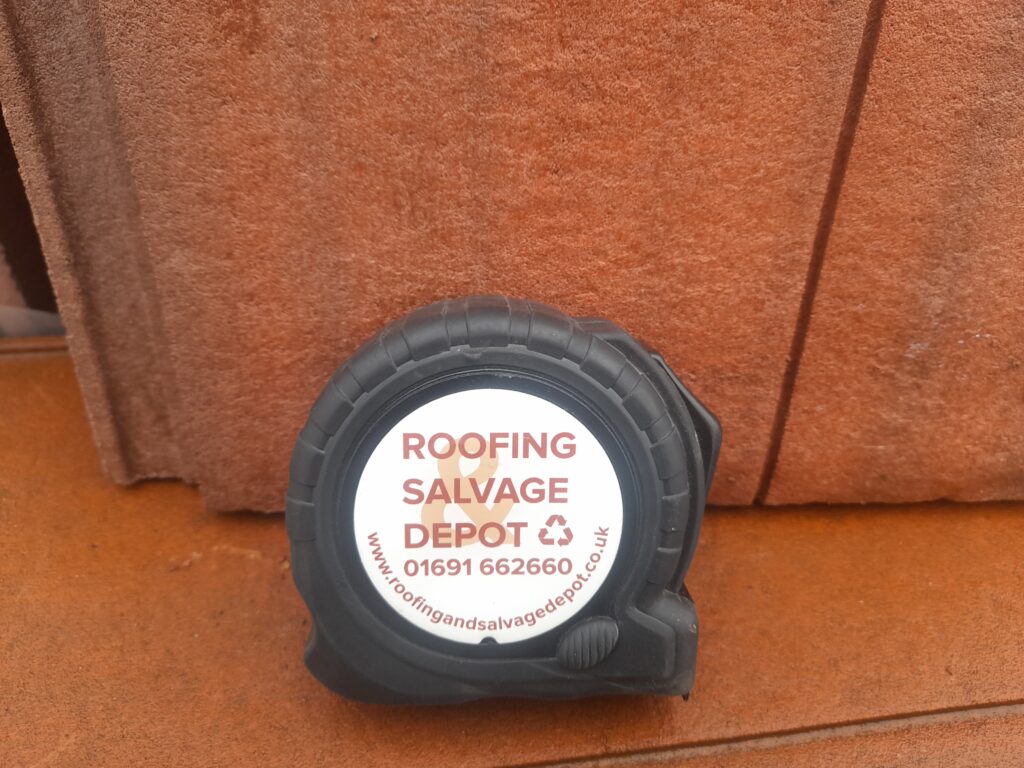 ROOFING
&
SALVAGE
DEPOT
01691 662660
www.roofingandsalvagedepot.co.uk